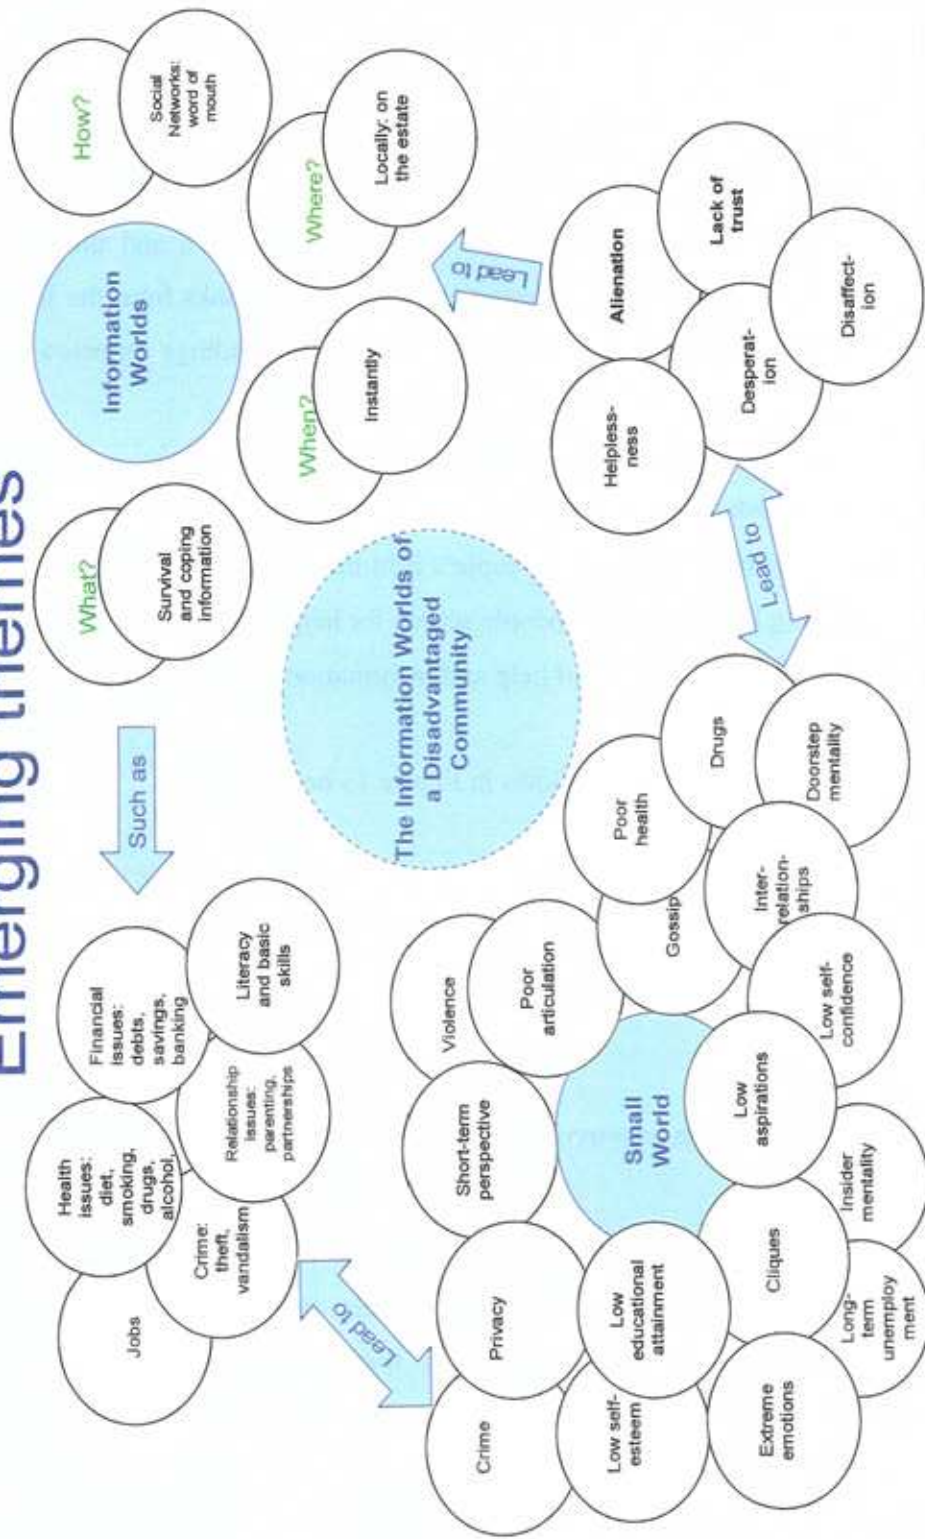 Emerging themes
Jobs
Health
issues:
diet,
smoking,
drugs,
alcohol,
Financial
issues:
debts,
savings,
banking
Crime:
theft,
vandalism
Relationship
issues:
parenting,
partnerships
Literacy
and basic
skills
Such as
What?
Survival
and coping
information
Information
Worlds
How?
Social
Networks:
word of
mouth
When?
Instantly
Where?
Locally: on
the estate
Lead to
The Information Worlds of
a Disadvantaged
Community
Lead to
Crime
Privacy
Short-term
perspective
Violence
Poor
articulation
Low self-
esteem
Low
educational
attainment
Small
World
Gossip
Poor
health
Drugs
Extreme
emotions
Cliques
Low
aspirations
Inter-
relation-
ships
Doorstep
mentality
Long-
term
unemploy
ment
Insider
mentality
Low self-
confidence
Lead to
Helpless-
ness
Alienation
Desperat-
ion
Lack of
trust
Disaffect-
ion